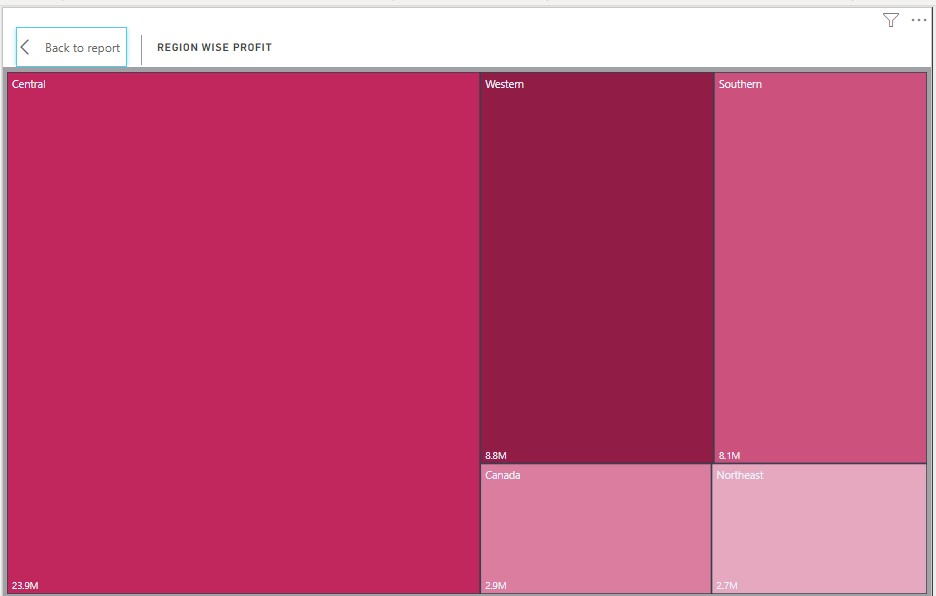 Back to report
REGION WISE PROFIT
Central
23.9M
Western
8.8M
Southern
8.1M
Canada
2.9M
Northeast
2.7M